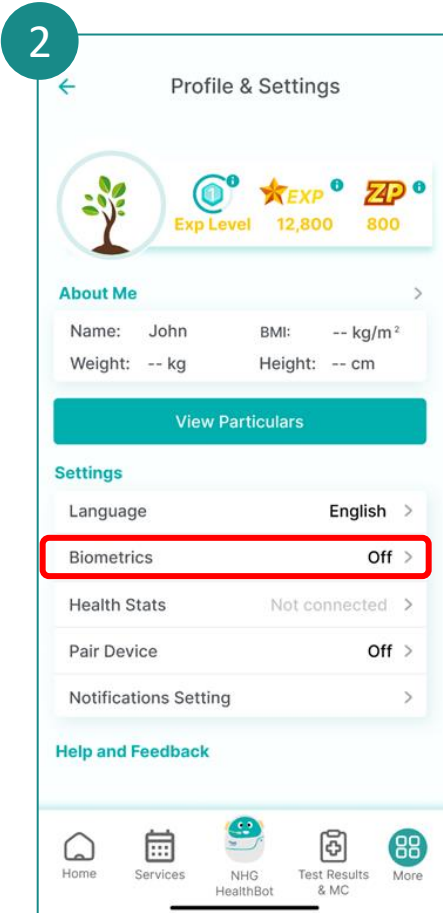 2
Profile & Settings
1
EXP
ZP
Exp Level 12,800 800
About Me
Name: John BMI: -- kg/m²
Weight: -- kg Height: -- cm
View Particulars
Settings
Language English
Biometrics Off
Health Stats Not connected
Pair Device Off
Notifications Setting
Help and Feedback
Home Services NHG HealthBot Test Results & MC More